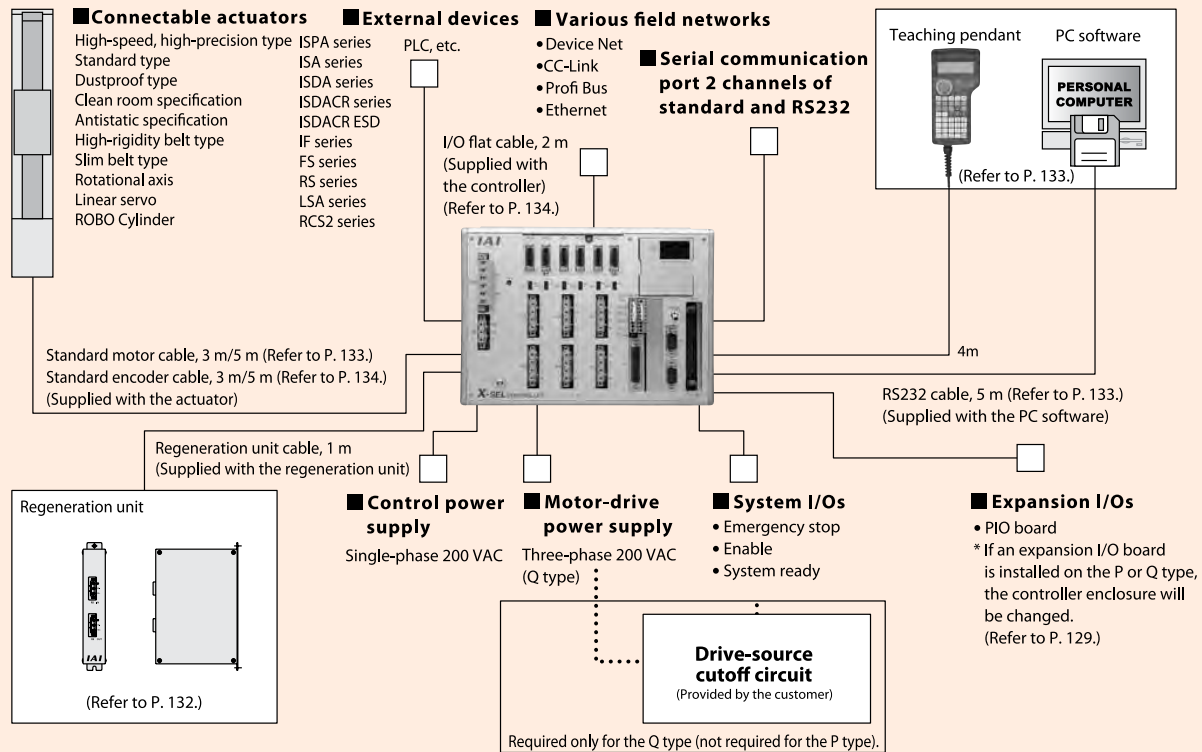 ■Connectable actuators
High-speed, high-precision type ISPA series
Standard type ISA series
Dustproof type ISDA series
Clean room specification ISDACR series
Antistatic specification ISDACR ESD
High-rigidity belt type IF series
Slim belt type FS series
Rotational axis RS series
Linear servo LSA series
ROBO Cylinder RCS2 series
■External devices
PLC, etc.
■Various field networks
•Device Net
•CC-Link
•Profi Bus
•Ethernet
I/O flat cable, 2 m
(Supplied with
the controller)
(Refer to P. 134.)
■Serial communication
port 2 channels of
standard and RS232
Teaching pendant
PC software
PERSONAL
COMPUTER
(Refer to P. 133.)
IAI
X-SEL
Standard motor cable, 3 m/5 m (Refer to P. 133.)
Standard encoder cable, 3 m/5 m (Refer to P. 134.)
(Supplied with the actuator)
4m
RS232 cable, 5 m (Refer to P. 133.)
(Supplied with the PC software)
Regeneration unit cable, 1 m
(Supplied with the regeneration unit)
Regeneration unit
IAI
(Refer to P. 132.)
■Control power
supply
Single-phase 200 VAC
■Motor-drive
power supply
Three-phase 200 VAC
(Q type)
■System I/Os
• Emergency stop
• Enable
• System ready
■Expansion I/Os
• PIO board
* If an expansion I/O board
is installed on the P or Q type,
the controller enclosure will
be changed.
(Refer to P. 129.)
Drive-source
cutoff circuit
(Provided by the customer)
Required only for the Q type (not required for the P type).